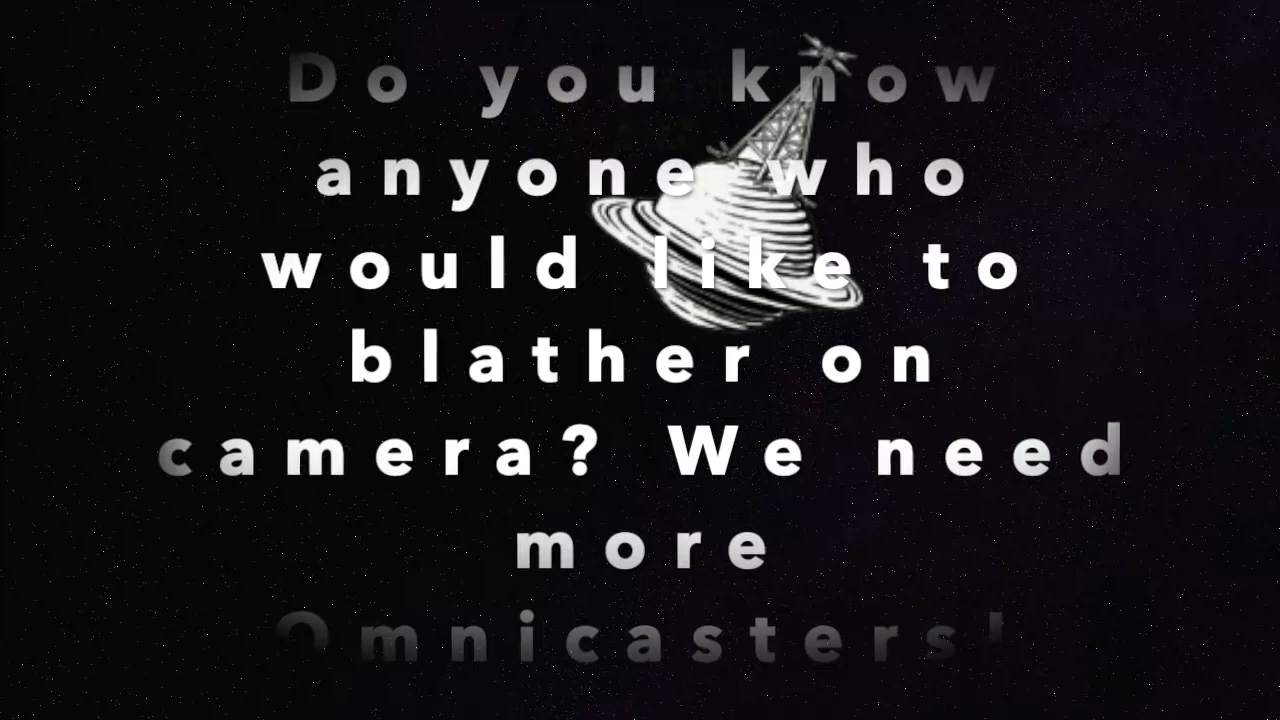 Do you know
anyone who
would like to
blather on
camera? We need
more
Omnicasters!